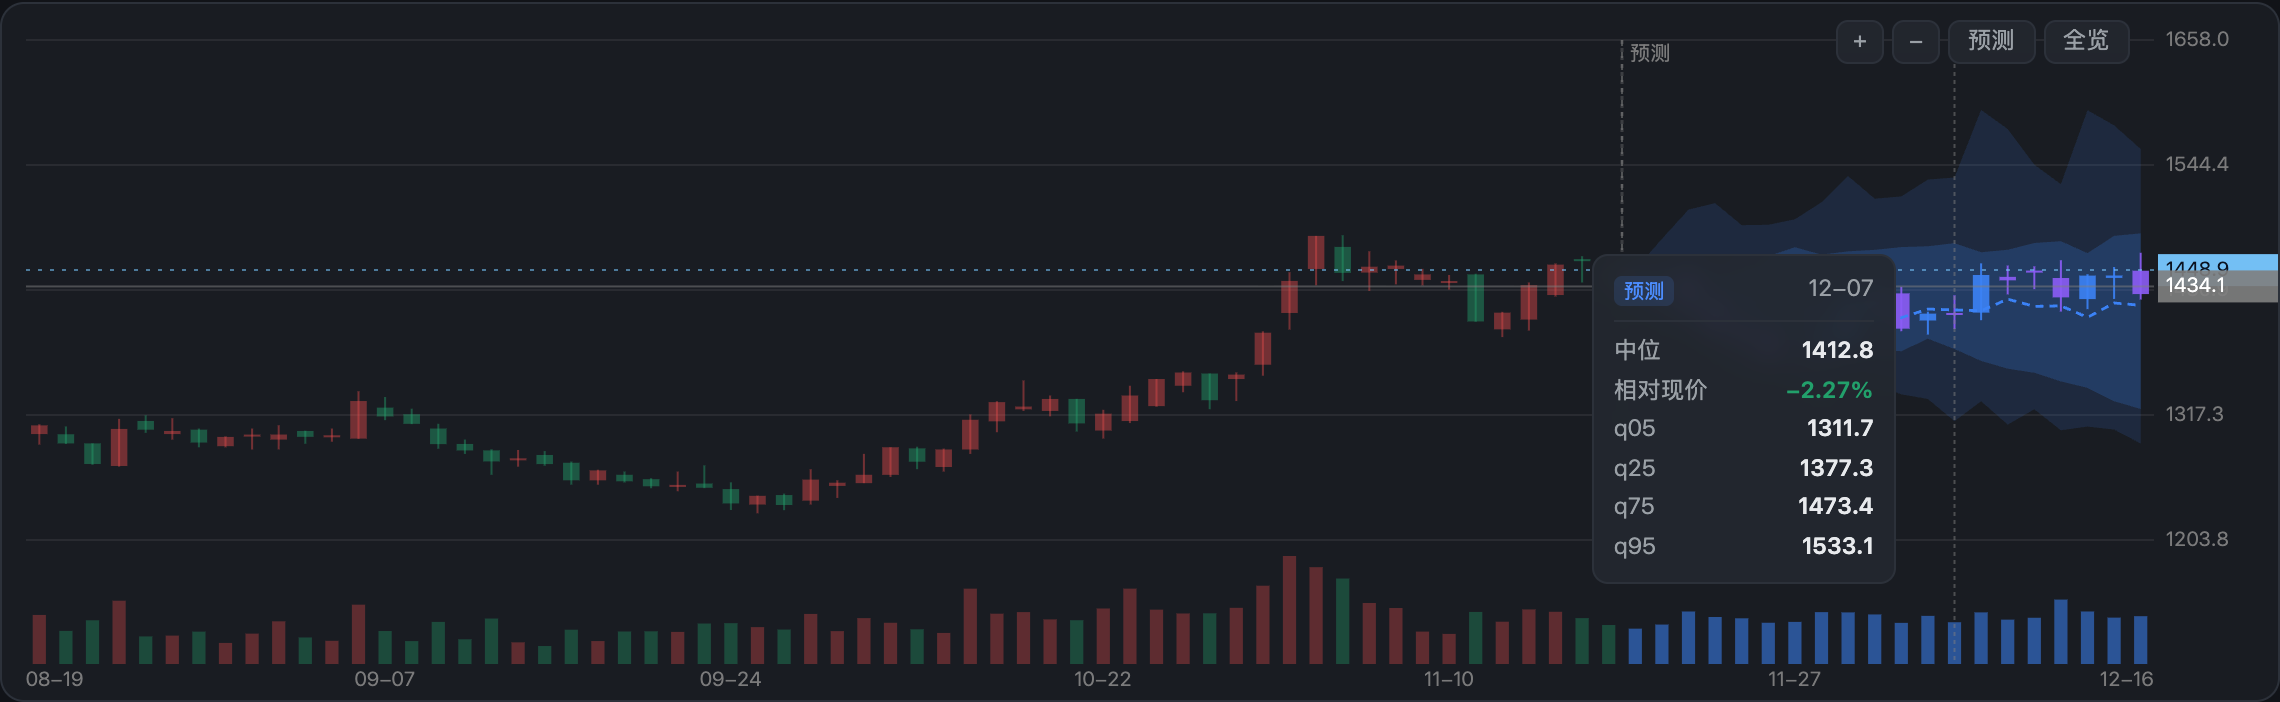 + − 预测 全览
预测
1658.0
1544.4
1448.9
1434.1
1317.3
1203.8
预测 12-07
中位 1412.8
相对现价 -2.27%
q05 1311.7
q25 1377.3
q75 1473.4
q95 1533.1
08-19 09-07 09-24 10-22 11-10 11-27 12-16